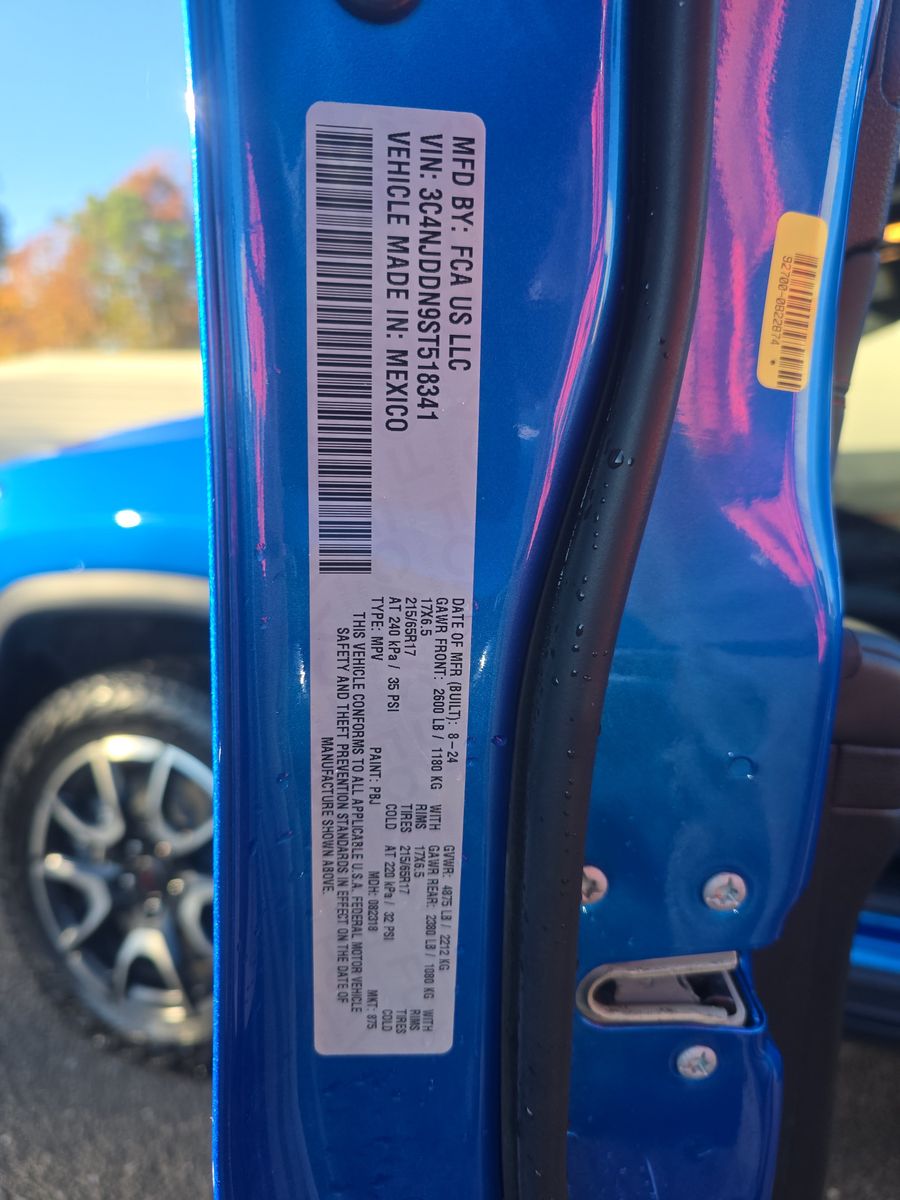 MFD BY: FCA US LLC
VIN: 3C4NJDDN9ST518341
VEHICLE MADE IN: MEXICO
DATE OF MFR (BUILT): 8-24 GVWR: 4875 LB / 2212 KG
GAWR FRONT: 2600 LB / 1180 KG WITH GAWR REAR: 2380 LB / 1080 KG WITH
17X6.5 RIMS 17X6.5 RIMS
215/65R17 TIRES 215/65R17 TIRES
AT 240 kPa / 35 PSI COLD AT 220 kPa / 32 PSI COLD
TYPE: MPV PAINT: PBJ MDH: 082318 MKT: 875
THIS VEHICLE CONFORMS TO ALL APPLICABLE U.S.A. FEDERAL MOTOR VEHICLE
SAFETY AND THEFT PREVENTION STANDARDS IN EFFECT ON THE DATE OF
MANUFACTURE SHOWN ABOVE.
S2700-0B22874 *